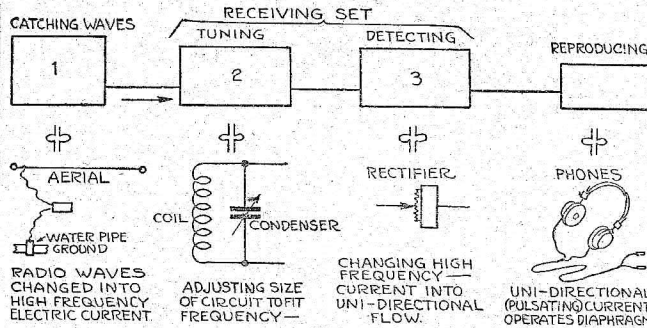 RECEIVING SET
CATCHING WAVES
TUNING
DETECTING
REPRODUCING
1
2
3
AERIAL
WATER PIPE
GROUND
COIL
CONDENSER
RECTIFIER
PHONES
RADIO WAVES
CHANGED INTO
HIGH FREQUENCY
ELECTRIC CURRENT
ADJUSTING SIZE
OF CIRCUIT TO FIT
FREQUENCY—
CHANGING HIGH
FREQUENCY—
CURRENT INTO
UNI-DIRECTIONAL
FLOW.
UNI-DIRECTIONAL
(PULSATING) CURRENT
OPERATES DIAPHRAGM